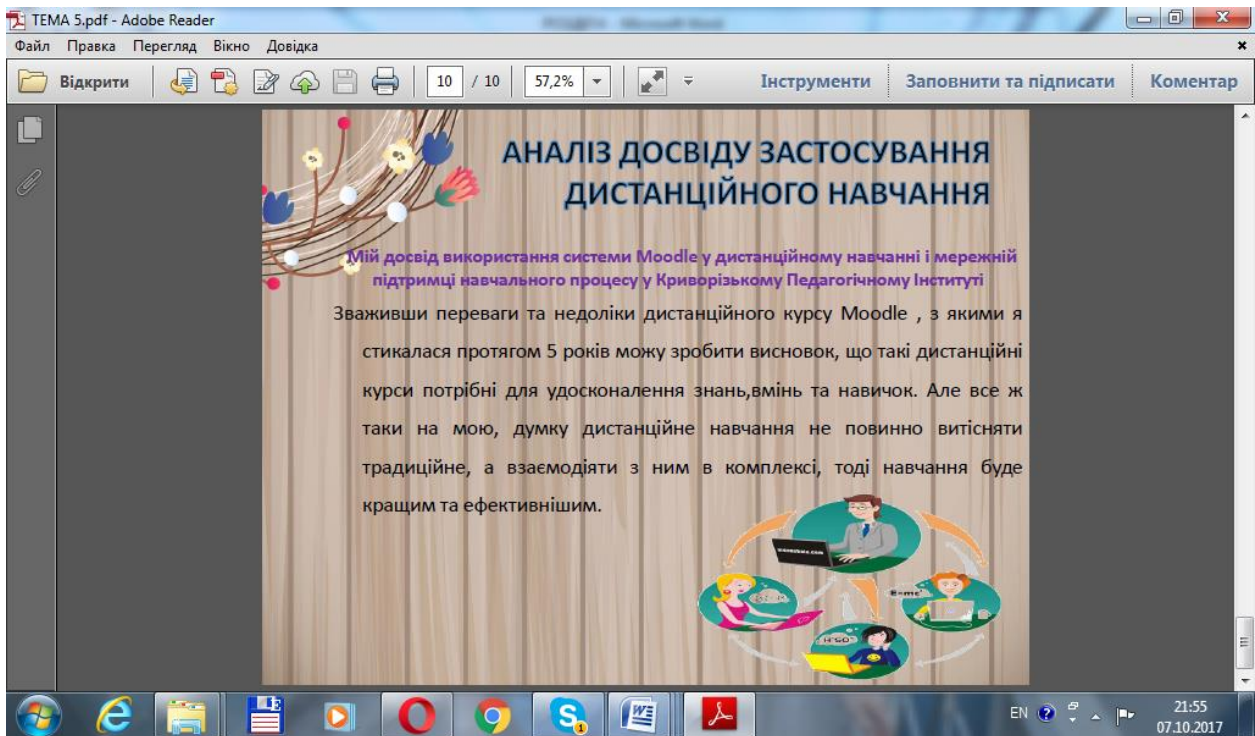 TEMA 5.pdf - Adobe Reader
Файл Правка Перегляд Вікно Довідка
Відкрити 10 / 10 57,2% Інструменти Заповнити та підписати Коментар
АНАЛІЗ ДОСВІДУ ЗАСТОСУВАННЯ
ДИСТАНЦІЙНОГО НАВЧАННЯ
Мій досвід використання системи Moodle у дистанційному навчанні і мережній
підтримці навчального процесу у Криворізькому Педагогічному Інституті
Зваживши переваги та недоліки дистанційного курсу Moodle , з якими я
стикалася протягом 5 років можу зробити висновок, що такі дистанційні
курси потрібні для удосконалення знань,вмінь та навичок. Але все ж
таки на мою, думку дистанційне навчання не повинно витісняти
традиційне, а взаємодіяти з ним в комплексі, тоді навчання буде
кращим та ефективнішим.
E=mc²
EN 21:55
07.10.2017